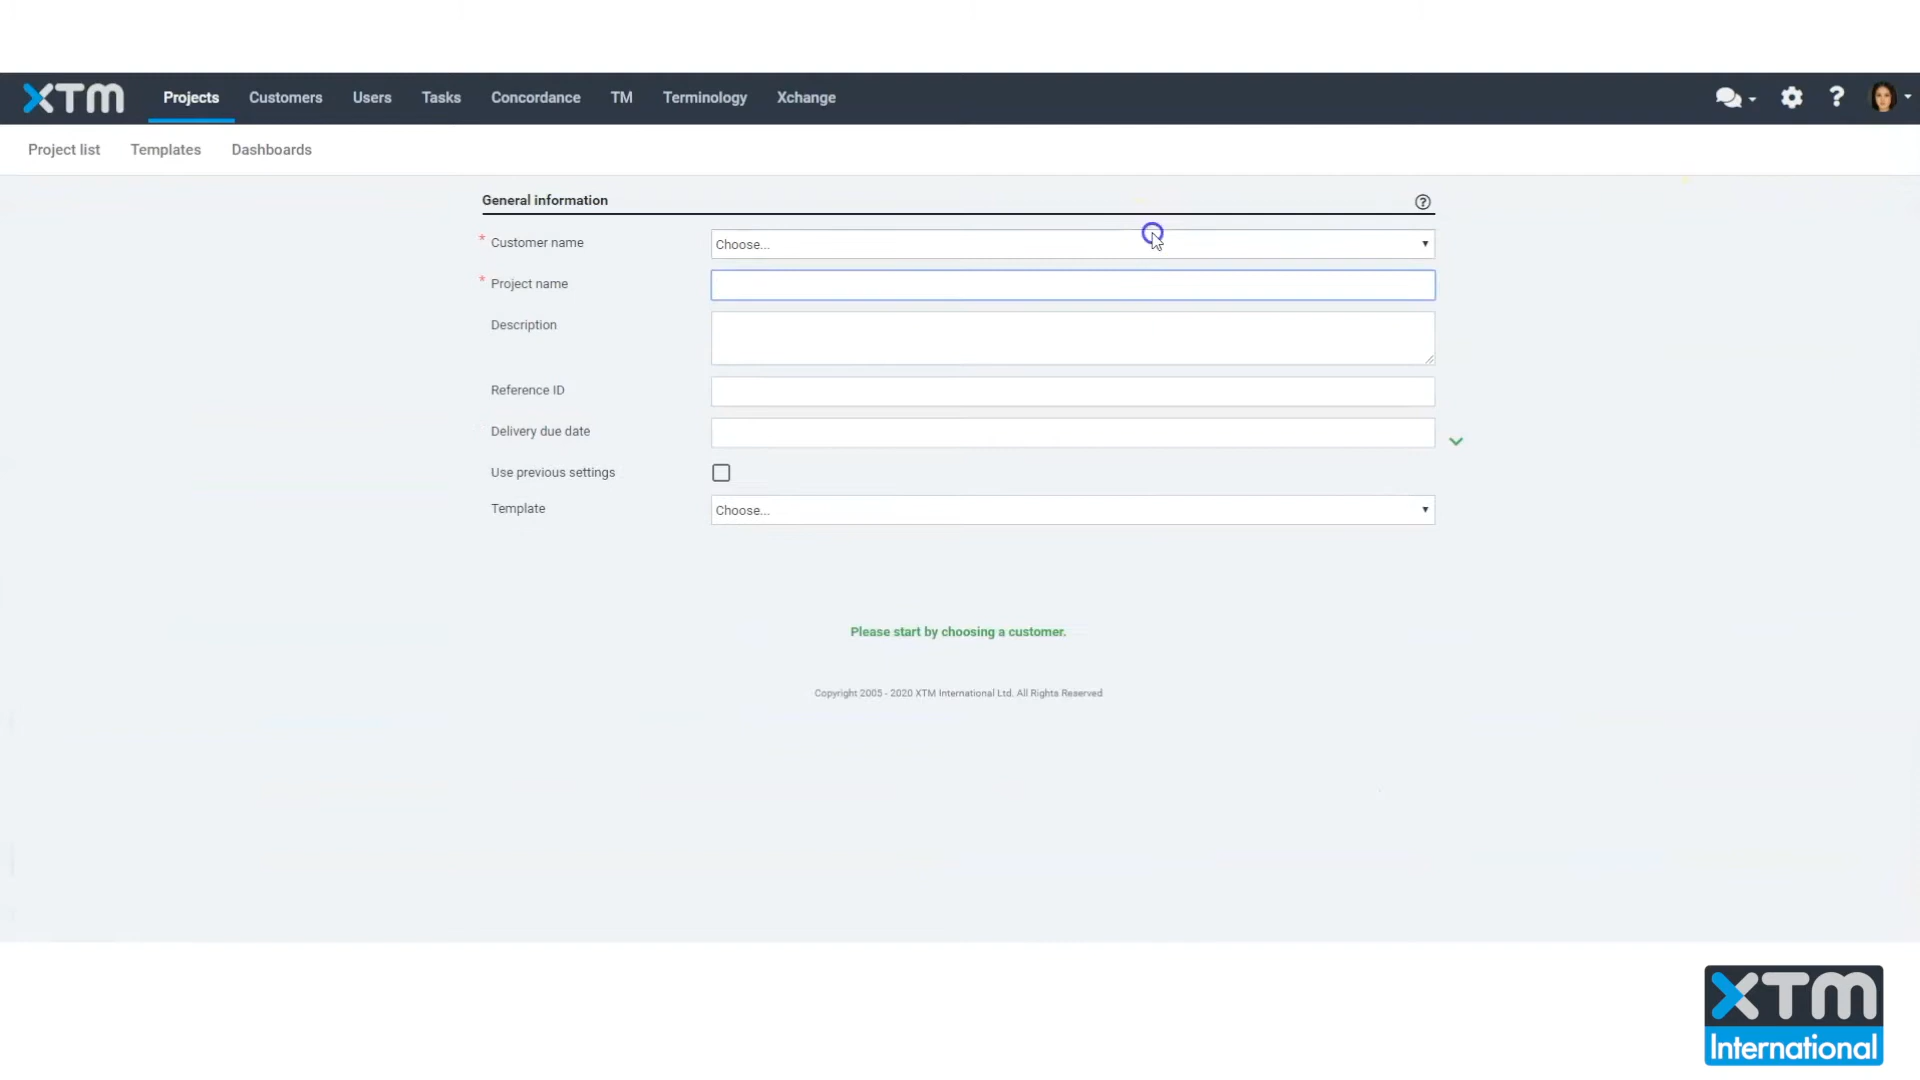 XTM Projects Customers Users Tasks Concordance TM Terminology Xchange ?
Project list Templates Dashboards
General information ?
* Customer name Choose...
* Project name
Description
Reference ID
Delivery due date
Use previous settings
Template Choose...
Please start by choosing a customer.
Copyright 2005 - 2020 XTM International Ltd. All Rights Reserved
XTM
International